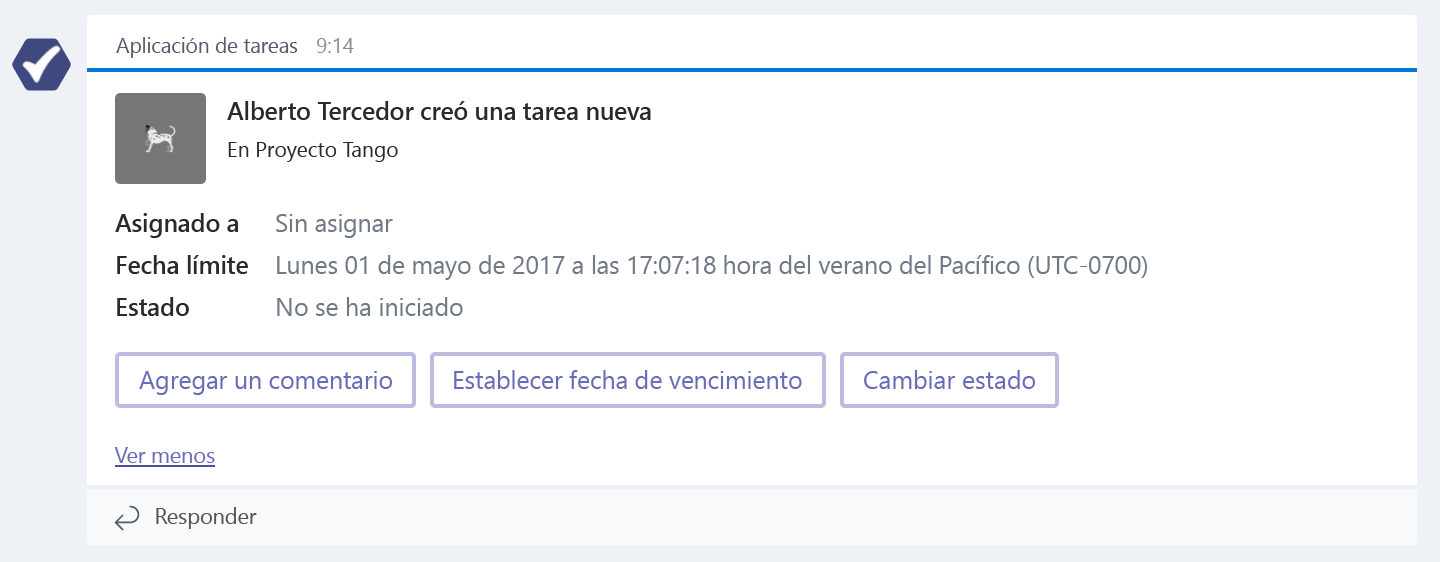 Aplicación de tareas 9:14
Alberto Tercedor creó una tarea nueva
En Proyecto Tango
Asignado a Sin asignar
Fecha límite Lunes 01 de mayo de 2017 a las 17:07:18 hora del verano del Pacífico (UTC-0700)
Estado No se ha iniciado
Agregar un comentario Establecer fecha de vencimiento Cambiar estado
Ver menos
Responder